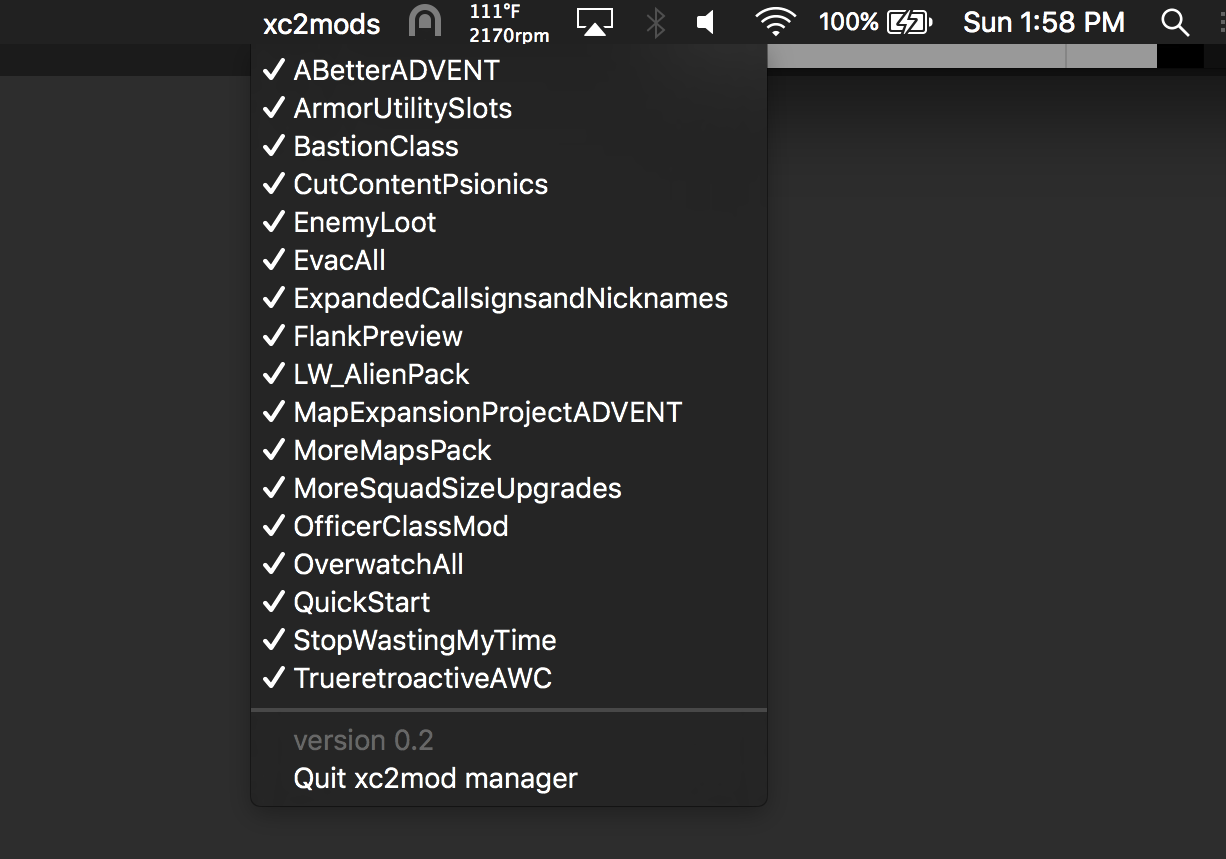 xc2mods
111°F
2170rpm
100%
Sun 1:58 PM
ABetterADVENT
ArmorUtilitySlots
BastionClass
CutContentPsionics
EnemyLoot
EvacAll
ExpandedCallsignsandNicknames
FlankPreview
LW_AlienPack
MapExpansionProjectADVENT
MoreMapsPack
MoreSquadSizeUpgrades
OfficerClassMod
OverwatchAll
QuickStart
StopWastingMyTime
TrueretroactiveAWC
version 0.2
Quit xc2mod manager